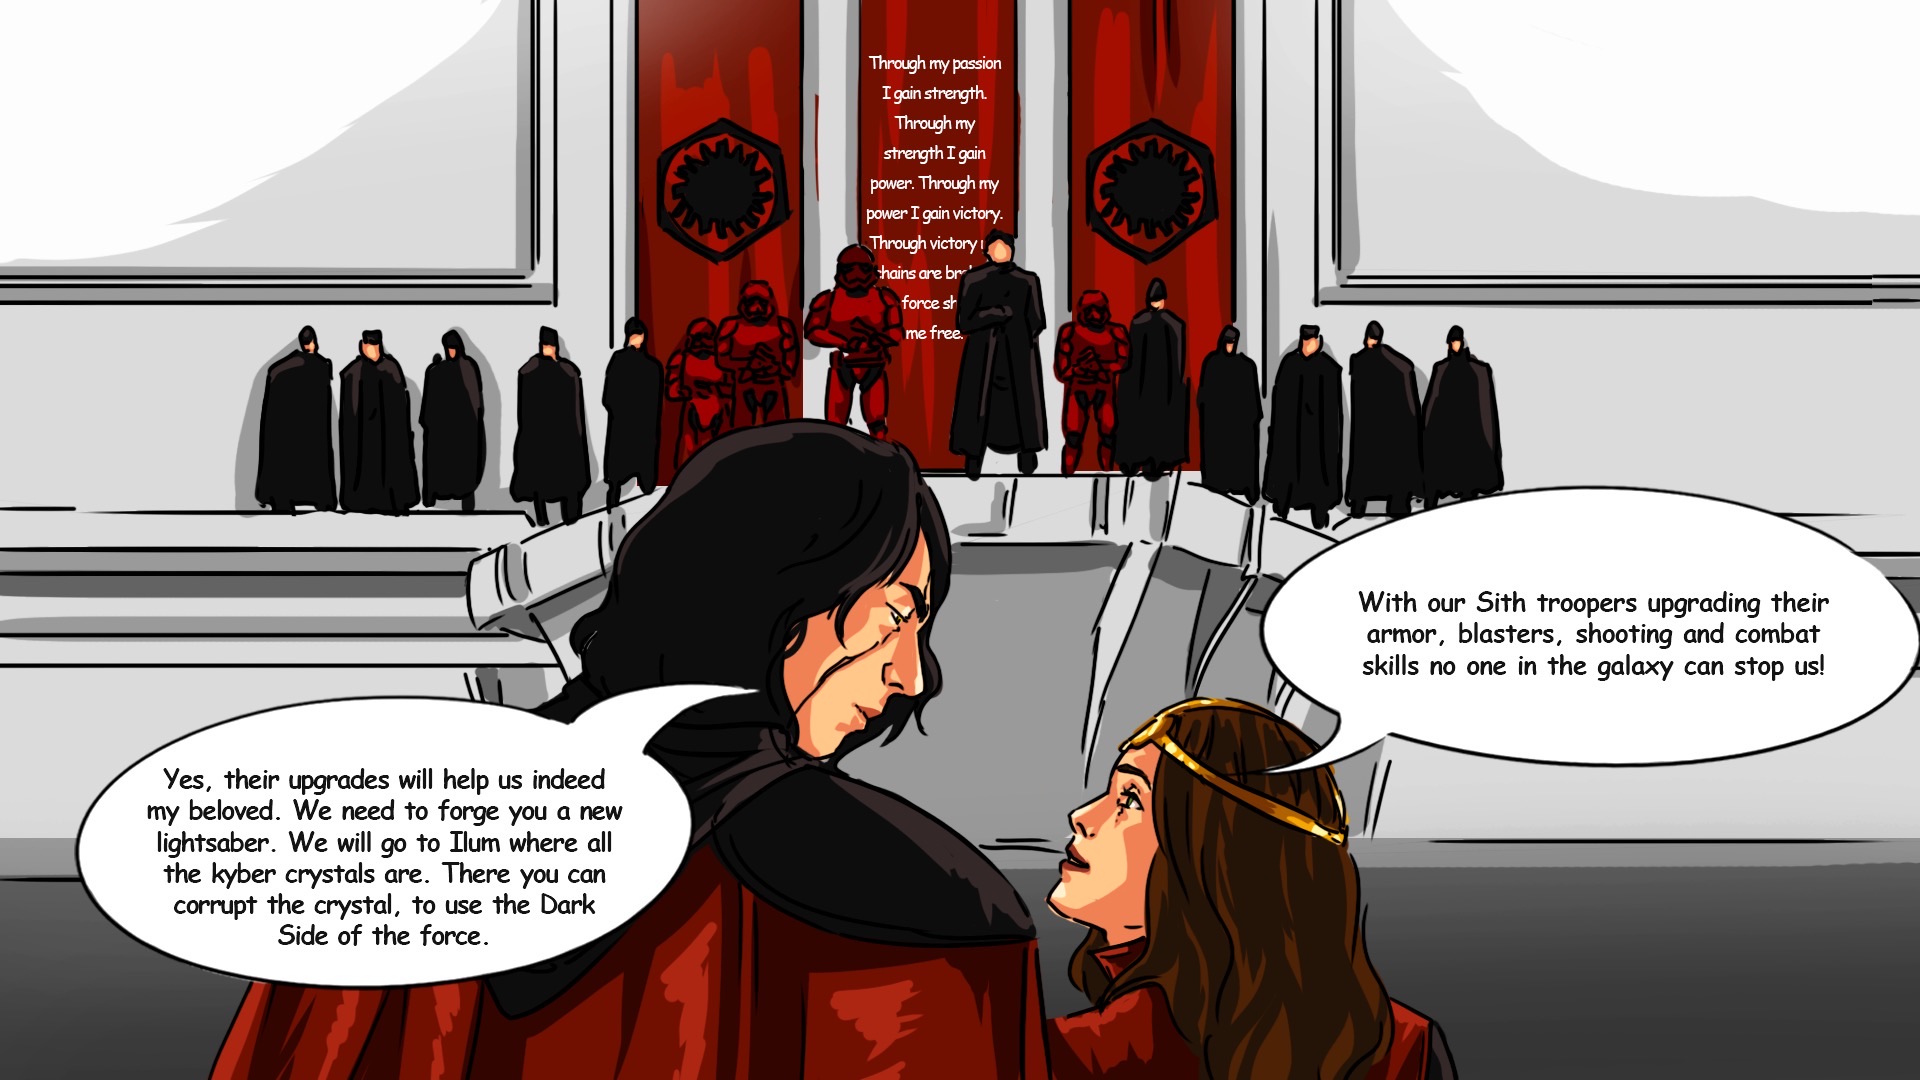 Through my passion
I gain strength.
Through my
strength I gain
power. Through my
power I gain victory.
Through victory
chains are
force
me free.
With our Sith troopers upgrading their
armor, blasters, shooting and combat
skills no one in the galaxy can stop us!
Yes, their upgrades will help us indeed
my beloved. We need to forge you a new
lightsaber. We will go to Ilum where all
the kyber crystals are. There you can
corrupt the crystal, to use the Dark
Side of the force.